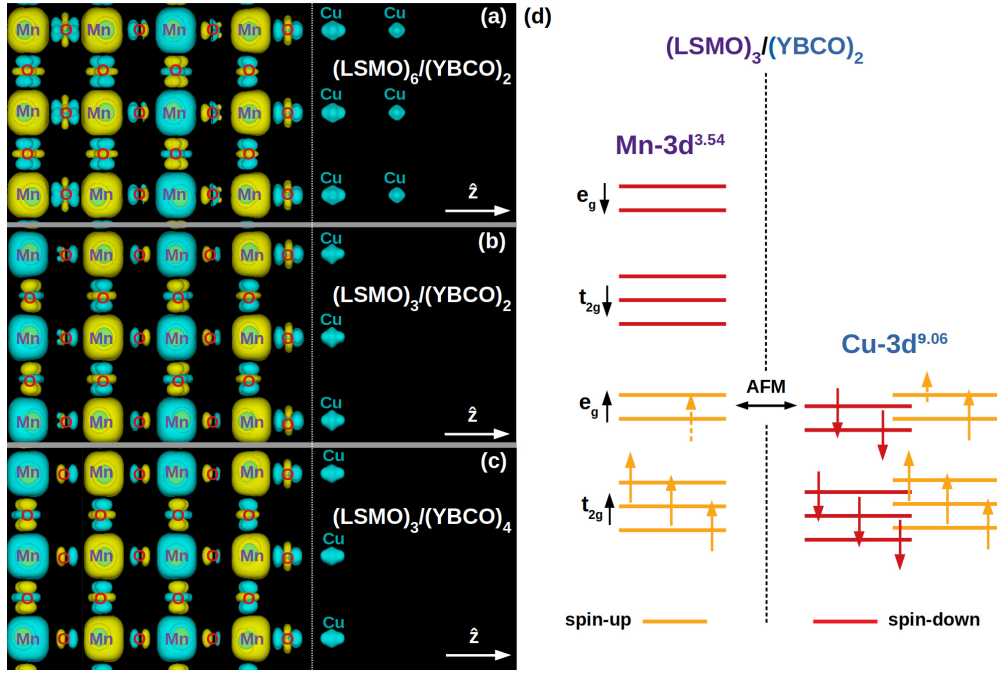 Mn O Mn O Mn O Mn O Cu Cu (a)
O O O O (LSMO)6/(YBCO)2
Cu Cu
Mn O Mn O Mn O Mn O
O O O O
Cu Cu
Mn O Mn O Mn O Mn O ẑ
(b)
Mn O Mn O Mn O Mn O Cu
O O O O (LSMO)3/(YBCO)2
Mn O Mn O Mn O Mn O Cu
O O O O
Mn O Mn O Mn O Mn O Cu ẑ
(c)
Mn O Mn O Mn O Mn O Cu
O O O O (LSMO)3/(YBCO)4
Mn O Mn O Mn O Mn O Cu
O O O O
Mn O Mn O Mn O Mn O Cu ẑ
(d)
(LSMO)3/(YBCO)2
Mn-3d3.54
eg
t2g
Cu-3d9.06
eg
AFM
t2g
spin-up
spin-down